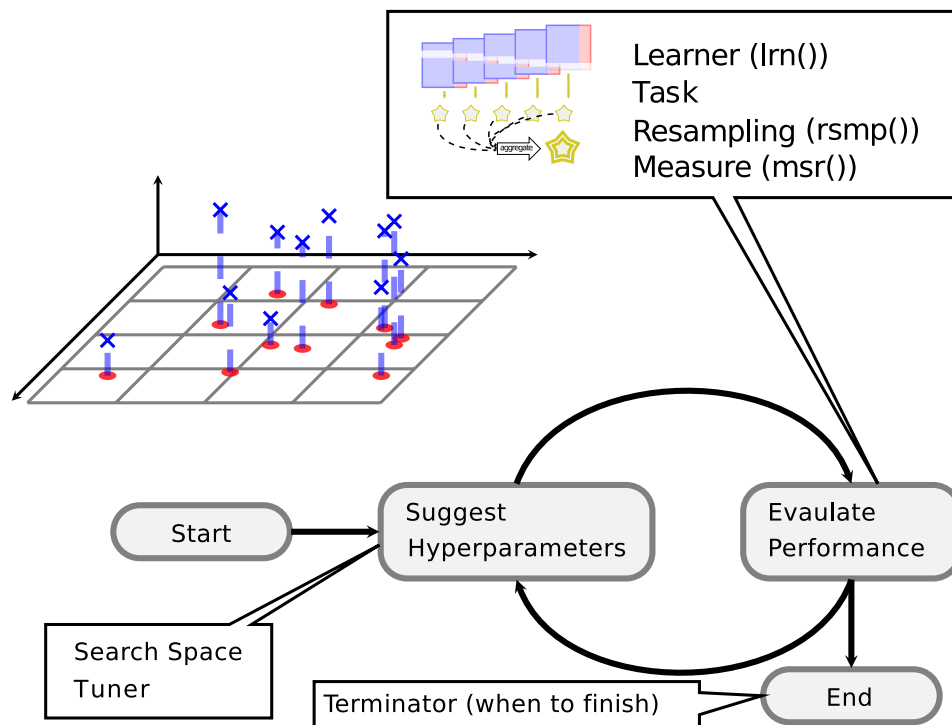 Learner (lrn())
Task
Resampling (rsmp())
Measure (msr())
aggregate
Suggest
Hyperparameters
Evaulate
Performance
Start
Search Space
Tuner
Terminator (when to finish)
End